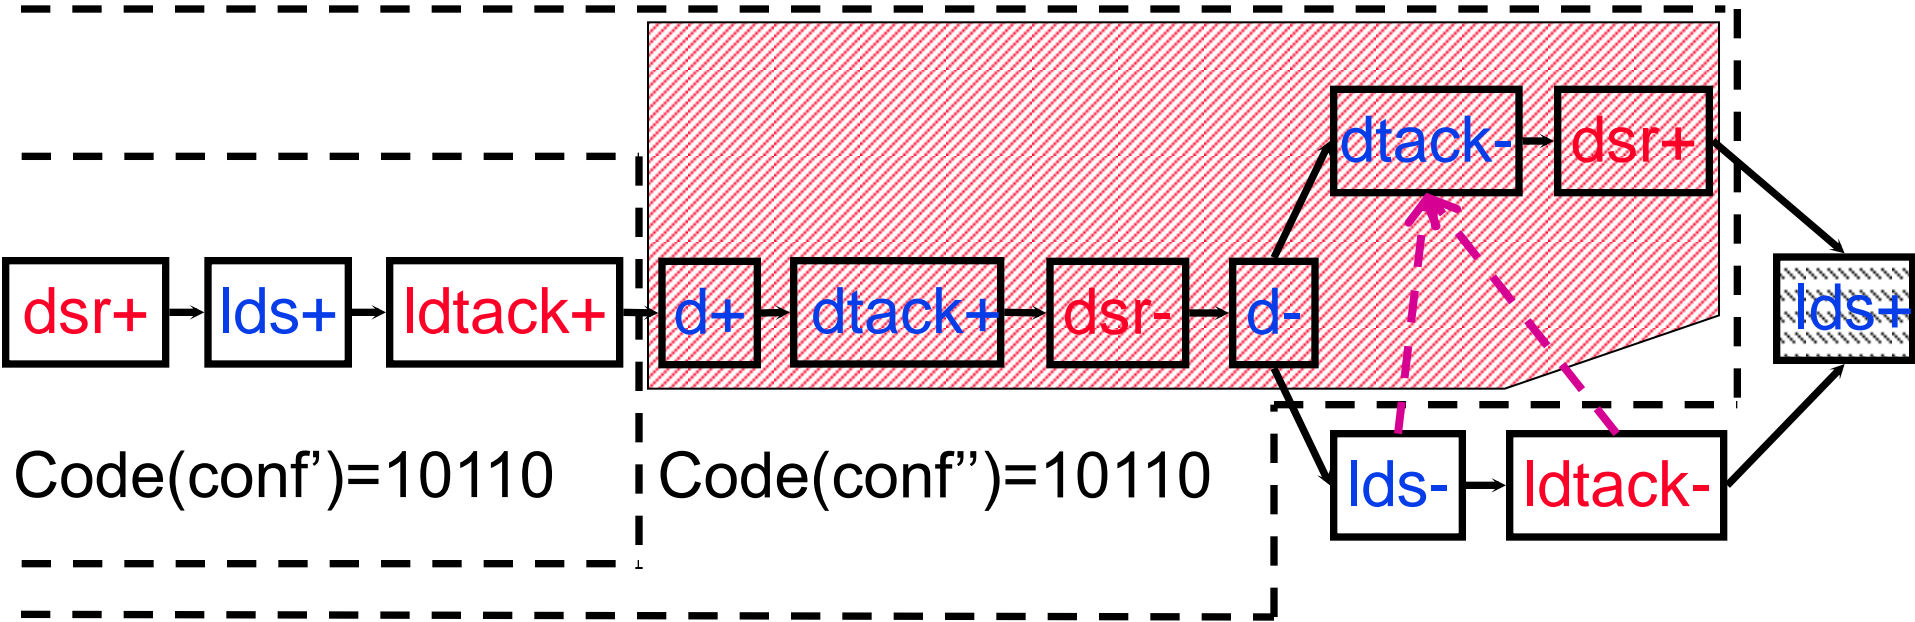 dtack- dsr+
dsr+ lds+ ldtack+ d+ dtack+ dsr- d- lds+
Code(conf’)=10110 Code(conf’’)=10110 lds- ldtack-